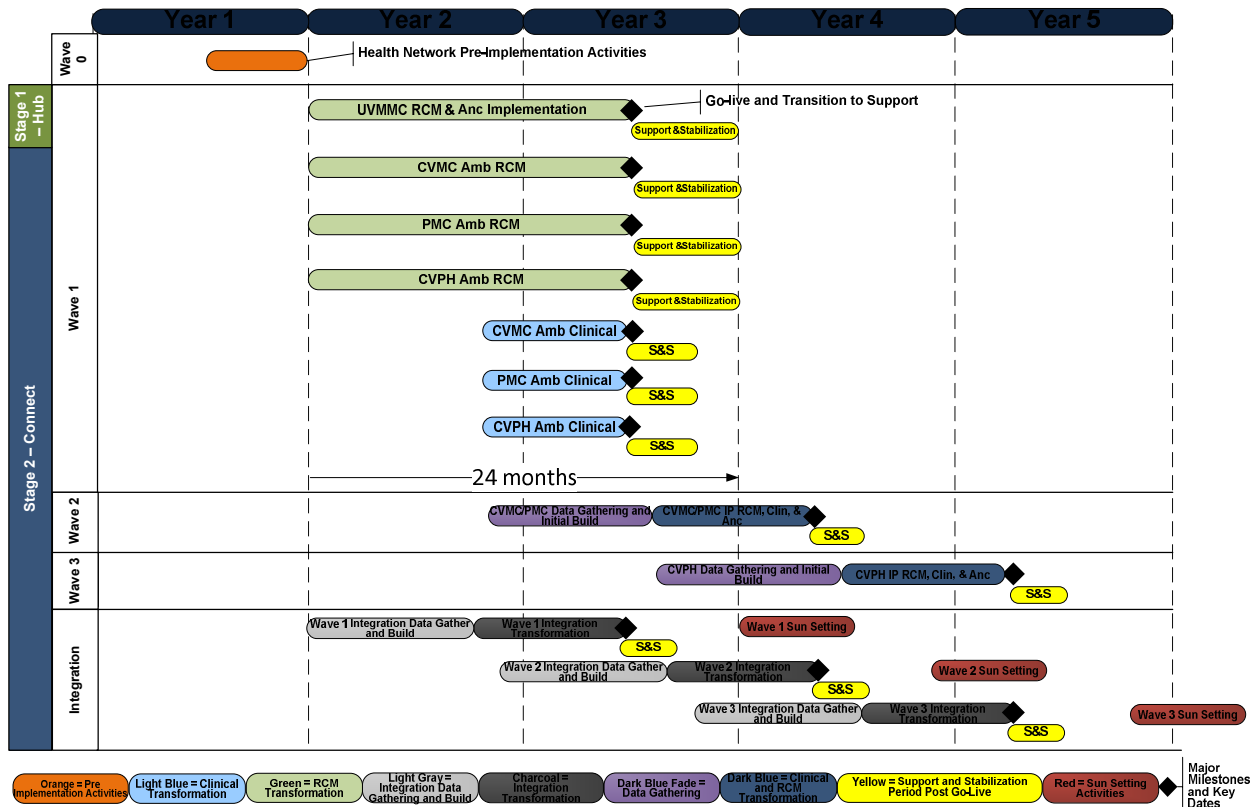 Year 1 Year 2 Year 3 Year 4 Year 5
Wave
0
Health Network Pre-Implementation Activities
Stage 1
– Hub
Stage 2 – Connect
Wave 1
UVMMC RCM & Anc Implementation
Go-live and Transition to Support
Support &Stabilization
CVMC Amb RCM
Support &Stabilization
PMC Amb RCM
Support &Stabilization
CVPH Amb RCM
Support &Stabilization
CVMC Amb Clinical
S&S
PMC Amb Clinical
S&S
CVPH Amb Clinical
S&S
24 months
Wave 2
CVMC/PMC Data Gathering and
Initial Build
CVMC/PMC IP RCM, Clin, &
Anc
S&S
Wave 3
CVPH Data Gathering and Initial
Build
CVPH IP RCM, Clin, & Anc
S&S
Integration
Wave 1 Integration Data Gather
and Build
Wave 1 Integration
Transformation
S&S
Wave 1 Sun Setting
Wave 2 Integration Data Gather
and Build
Wave 2 Integration
Transformation
S&S
Wave 2 Sun Setting
Wave 3 Integration Data Gather
and Build
Wave 3 Integration
Transformation
S&S
Wave 3 Sun Setting
Orange = Pre
Implementation Activities
Light Blue = Clinical
Transformation
Green = RCM
Transformation
Light Gray =
Integration Data
Gathering and Build
Charcoal =
Integration
Transformation
Dark Blue Fade =
Data Gathering
Dark Blue = Clinical
and RCM
Transformation
Yellow = Support and Stabilization
Period Post Go-Live
Red = Sun Setting
Activities
Major
Milestones
and Key
Dates